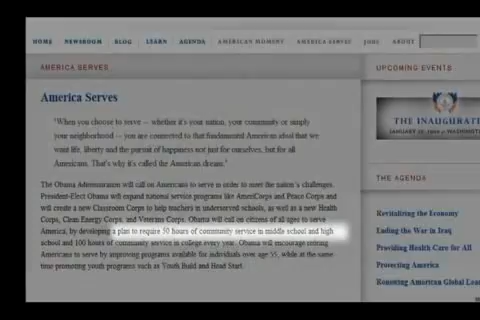 HOME NEWSROOM BLOG LEARN AGENDA AMERICAN MOMENT AMERICA SERVES JOBS ABOUT
AMERICA SERVES
America Serves
"When you choose to serve -- whether it's your nation, your community or simply
your neighborhood -- you are connected to that fundamental American ideal that we
want life, liberty and the pursuit of happiness not just for ourselves, but for all
Americans. That's why it's called the American dream."
The Obama Administration will call on Americans to serve in order to meet the nation's challenges.
President-Elect Obama will expand national service programs like AmeriCorps and Peace Corps and
will create a new Classroom Corps to help teachers in underserved schools, as well as a new Health
Corps, Clean Energy Corps, and Veterans Corps. Obama will call on citizens of all ages to serve
America, by developing a plan to require 50 hours of community service in middle school and high
school and 100 hours of community service in college every year. Obama will encourage retiring
Americans to serve by improving programs available for individuals over age 55, while at the same
time promoting youth programs such as Youth Build and Head Start.
UPCOMING EVENTS
THE INAUGURATI
THE AGENDA
Revitalizing the Economy
Ending the War in Iraq
Providing Health Care for All
Protecting America
Renewing American Global Lea